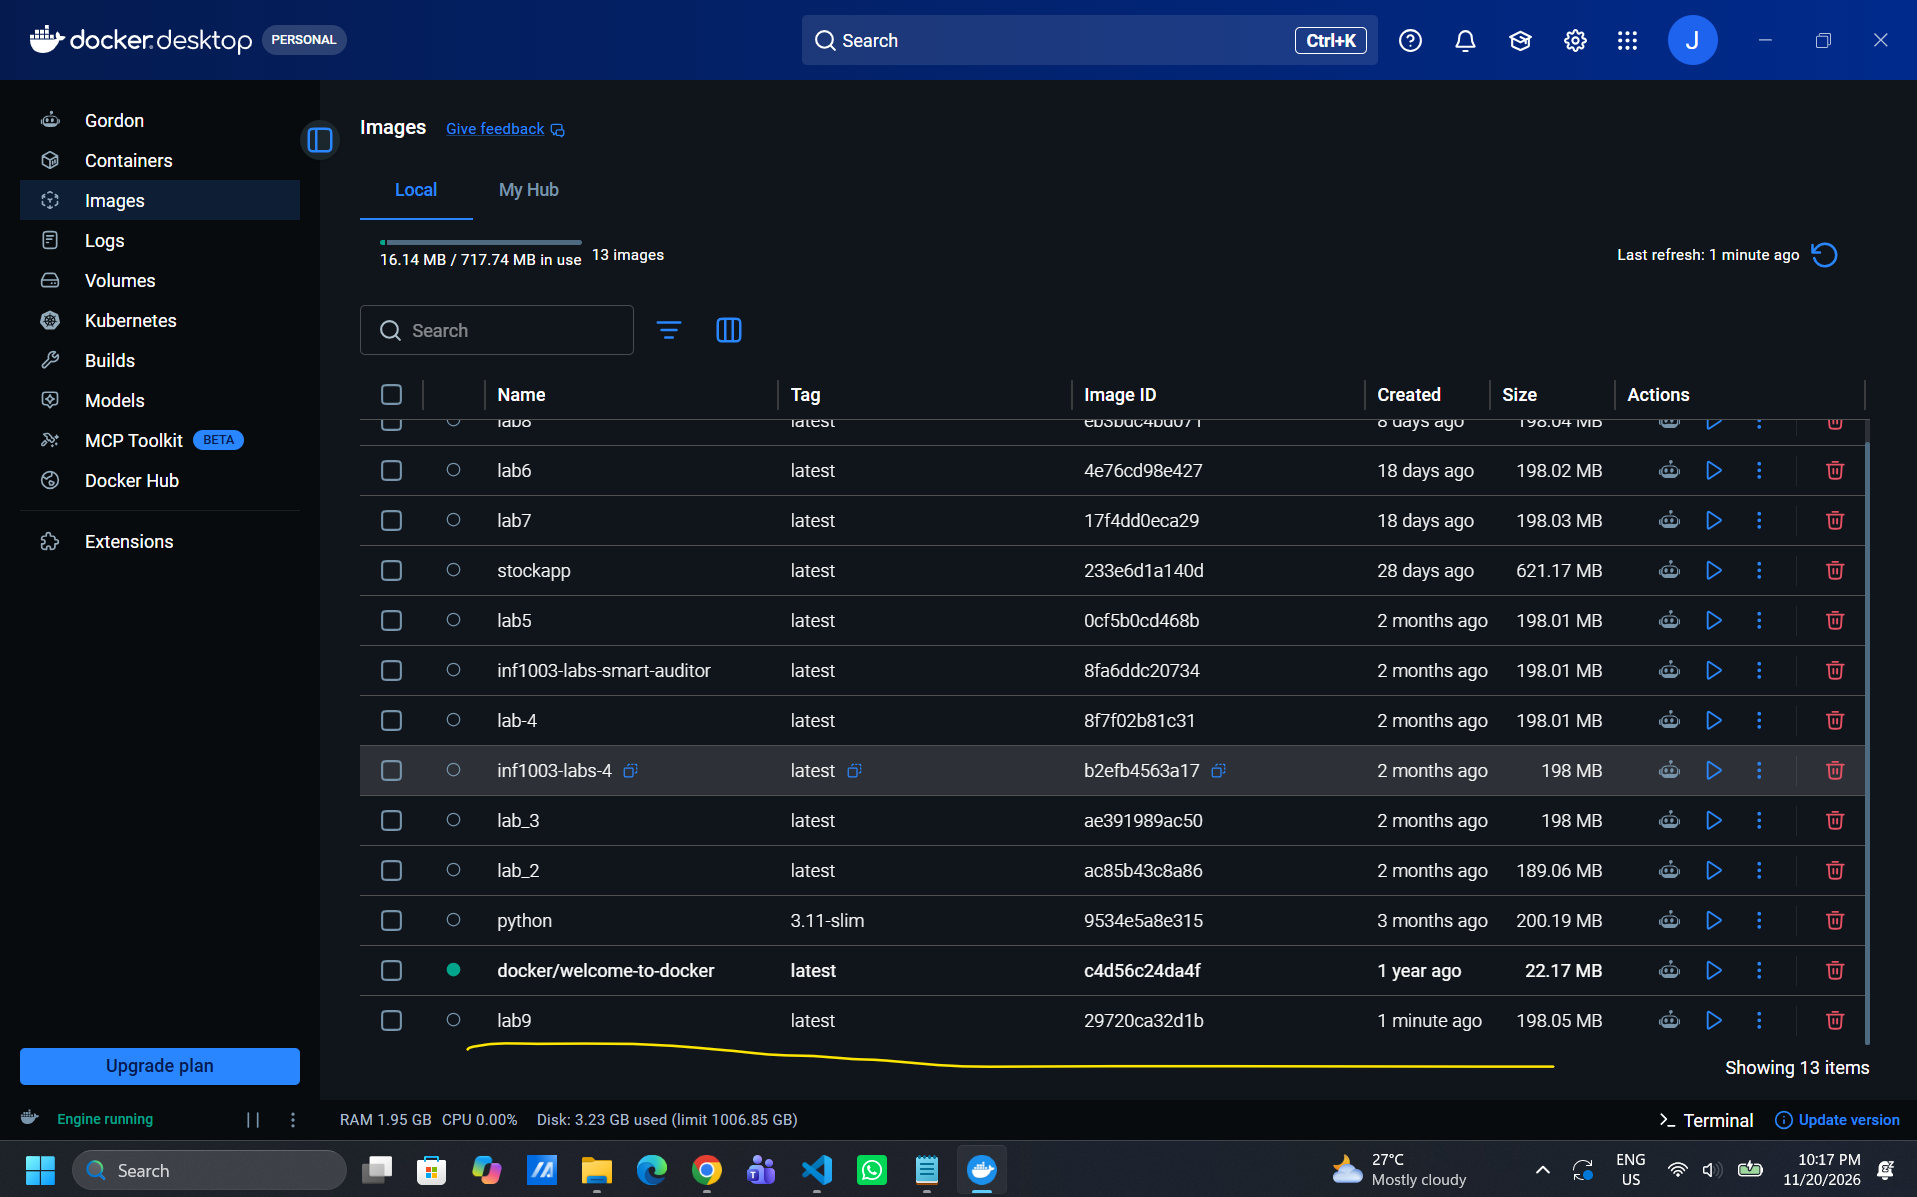 docker.desktop PERSONAL Search Ctrl+K J
Gordon
Containers
Images
Logs
Volumes
Kubernetes
Builds
Models
MCP Toolkit BETA
Docker Hub
Extensions
Upgrade plan
Images Give feedback
Local My Hub
16.14 MB / 717.74 MB in use 13 images Last refresh: 1 minute ago
Search
Name Tag Image ID Created Size Actions
lab8 latest eb3bdc4bd071 8 days ago 198.04 MB
lab6 latest 4e76cd98e427 18 days ago 198.02 MB
lab7 latest 17f4dd0eca29 18 days ago 198.03 MB
stockapp latest 233e6d1a140d 28 days ago 621.17 MB
lab5 latest 0cf5b0cd468b 2 months ago 198.01 MB
inf1003-labs-smart-auditor latest 8fa6ddc20734 2 months ago 198.01 MB
lab-4 latest 8f7f02b81c31 2 months ago 198.01 MB
inf1003-labs-4 latest b2efb4563a17 2 months ago 198 MB
lab_3 latest ae391989ac50 2 months ago 198 MB
lab_2 latest ac85b43c8a86 2 months ago 189.06 MB
python 3.11-slim 9534e5a8e315 3 months ago 200.19 MB
docker/welcome-to-docker latest c4d56c24da4f 1 year ago 22.17 MB
lab9 latest 29720ca32d1b 1 minute ago 198.05 MB
Showing 13 items
Engine running RAM 1.95 GB CPU 0.00% Disk: 3.23 GB used (limit 1006.85 GB) Terminal Update version
Search
27°C
Mostly cloudy
ENG
US
10:17 PM
11/20/2026